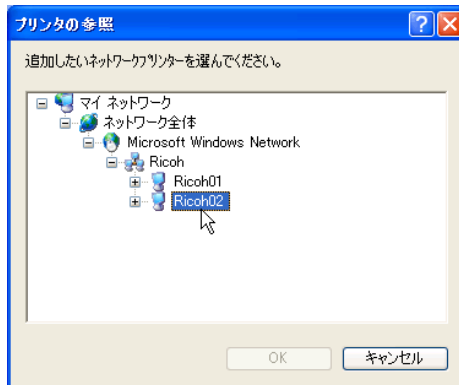 プリンタの参照
追加したいネットワークプリンターを選んでください。
マイ ネットワーク
ネットワーク全体
Microsoft Windows Network
Ricoh
Ricoh01
Ricoh02
OK
キャンセル